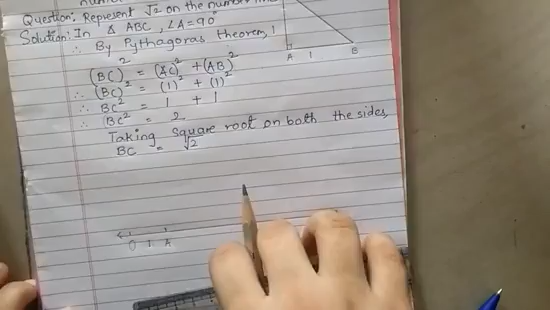 Question: Represent √2 on the number line
Solution: In Δ ABC, ∠A = 90°
∴ By Pythagoras theorem,
(BC)² = (AC)² + (AB)²
∴ (BC)² = (1)² + (1)²
∴ BC² = 1 + 1
∴ BC² = 2
Taking square root on both the sides,
BC = √2
A 1 B
0 1 A